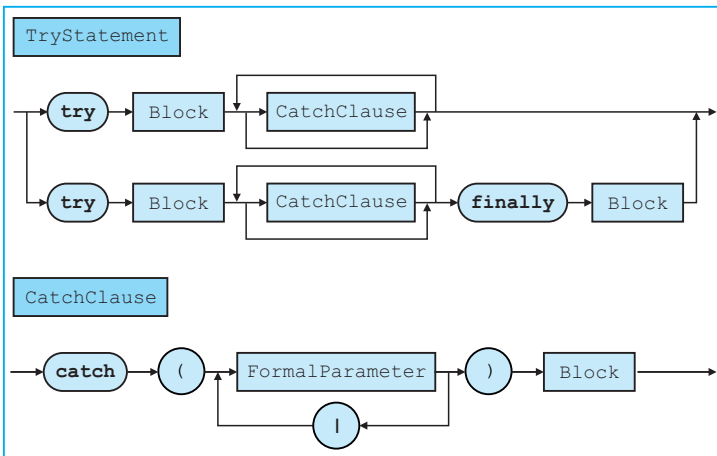 TryStatement
try Block CatchClause
try Block CatchClause finally Block
CatchClause
catch ( FormalParameter ) Block
|